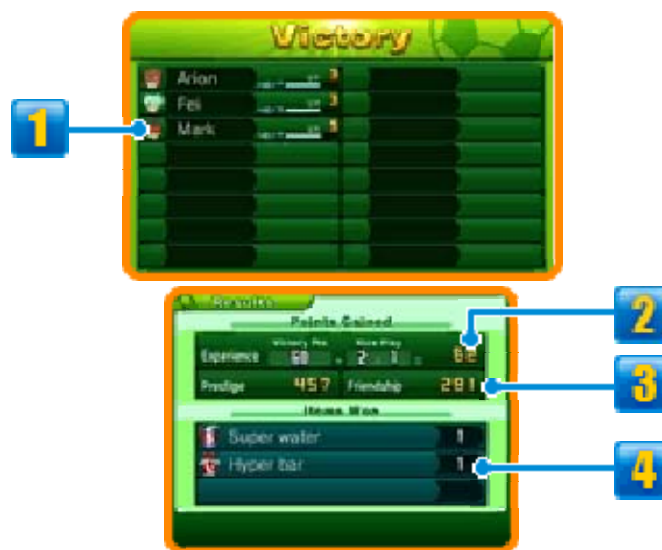 Victory
Arion
Fei
Mark
1
Results
Points Gained
Experience 60 2 1 62
Prestige 457 Friendship 281
Items Won
Super water 1
Hyper bar 1
2
3
4